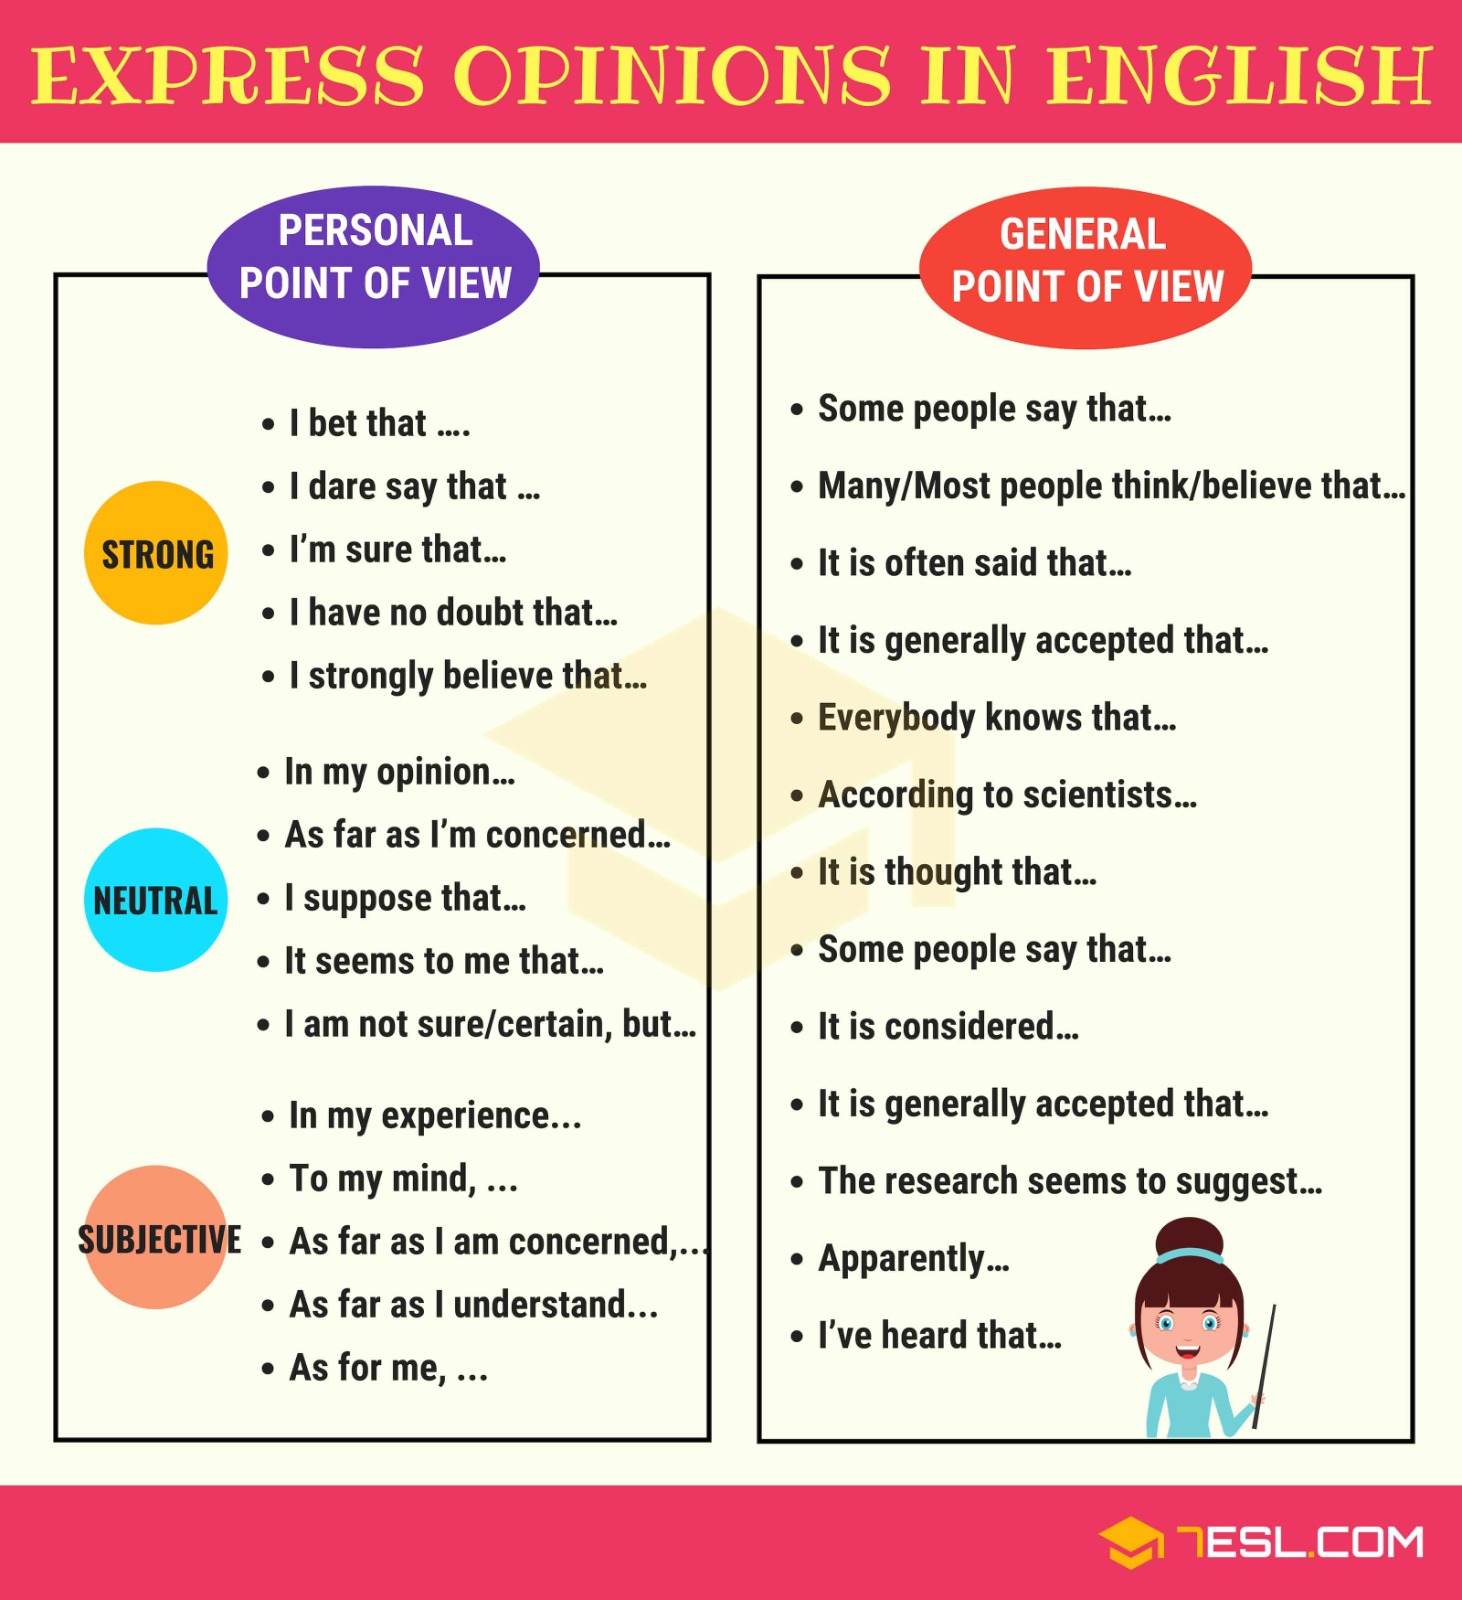 EXPRESS OPINIONS IN ENGLISH
PERSONAL
POINT OF VIEW
STRONG
• I bet that ....
• I dare say that ...
• I’m sure that...
• I have no doubt that...
• I strongly believe that...
NEUTRAL
• In my opinion...
• As far as I’m concerned...
• I suppose that...
• It seems to me that...
• I am not sure/certain, but...
SUBJECTIVE
• In my experience...
• To my mind, ...
• As far as I am concerned,...
• As far as I understand...
• As for me, ...
GENERAL
POINT OF VIEW
• Some people say that...
• Many/Most people think/believe that...
• It is often said that...
• It is generally accepted that...
• Everybody knows that...
• According to scientists...
• It is thought that...
• Some people say that...
• It is considered...
• It is generally accepted that...
• The research seems to suggest...
• Apparently...
• I’ve heard that...
7ESL.COM